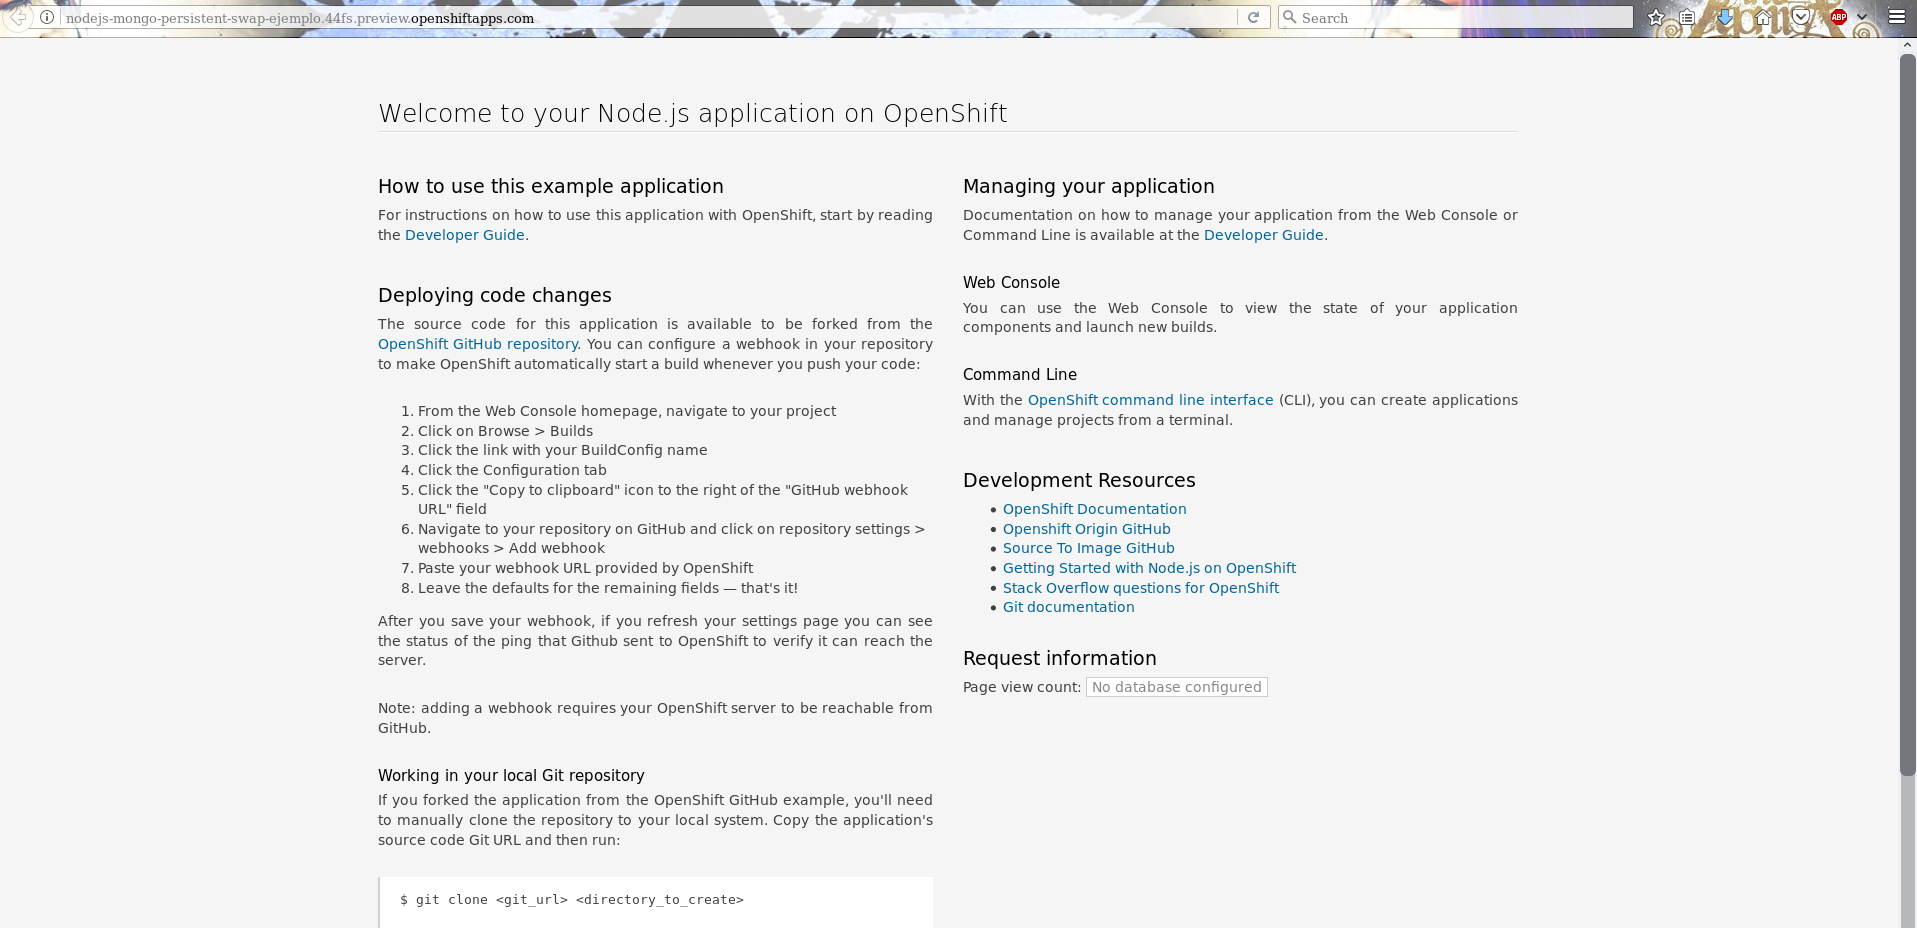 nodejs-mongo-persistent-swap-ejemplo.44fs.preview.openshiftapps.com
Search
ABP
Welcome to your Node.js application on OpenShift
How to use this example application
For instructions on how to use this application with OpenShift, start by reading
the Developer Guide.
Deploying code changes
The source code for this application is available to be forked from the
OpenShift GitHub repository. You can configure a webhook in your repository
to make OpenShift automatically start a build whenever you push your code:
1. From the Web Console homepage, navigate to your project
2. Click on Browse > Builds
3. Click the link with your BuildConfig name
4. Click the Configuration tab
5. Click the "Copy to clipboard" icon to the right of the "GitHub webhook
URL" field
6. Navigate to your repository on GitHub and click on repository settings >
webhooks > Add webhook
7. Paste your webhook URL provided by OpenShift
8. Leave the defaults for the remaining fields — that's it!
After you save your webhook, if you refresh your settings page you can see
the status of the ping that Github sent to OpenShift to verify it can reach the
server.
Note: adding a webhook requires your OpenShift server to be reachable from
GitHub.
Working in your local Git repository
If you forked the application from the OpenShift GitHub example, you'll need
to manually clone the repository to your local system. Copy the application's
source code Git URL and then run:
$ git clone <git_url> <directory_to_create>
Managing your application
Documentation on how to manage your application from the Web Console or
Command Line is available at the Developer Guide.
Web Console
You can use the Web Console to view the state of your application
components and launch new builds.
Command Line
With the OpenShift command line interface (CLI), you can create applications
and manage projects from a terminal.
Development Resources
• OpenShift Documentation
• Openshift Origin GitHub
• Source To Image GitHub
• Getting Started with Node.js on OpenShift
• Stack Overflow questions for OpenShift
• Git documentation
Request information
Page view count: No database configured